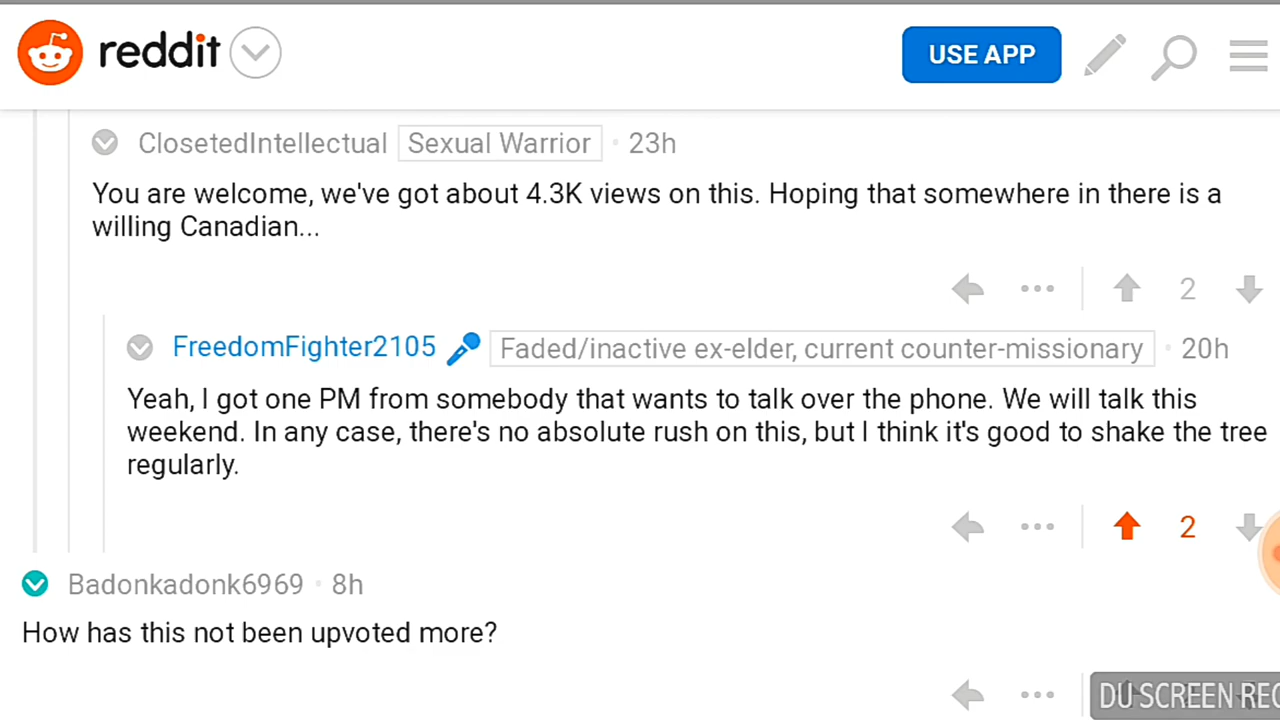 reddit
USE APP
ClosetedIntellectual Sexual Warrior · 23h
You are welcome, we've got about 4.3K views on this. Hoping that somewhere in there is a
willing Canadian...
2
FreedomFighter2105 Faded/inactive ex-elder, current counter-missionary · 20h
Yeah, I got one PM from somebody that wants to talk over the phone. We will talk this
weekend. In any case, there's no absolute rush on this, but I think it's good to shake the tree
regularly.
2
Badonkadonk6969 · 8h
How has this not been upvoted more?
DU SCREEN REC